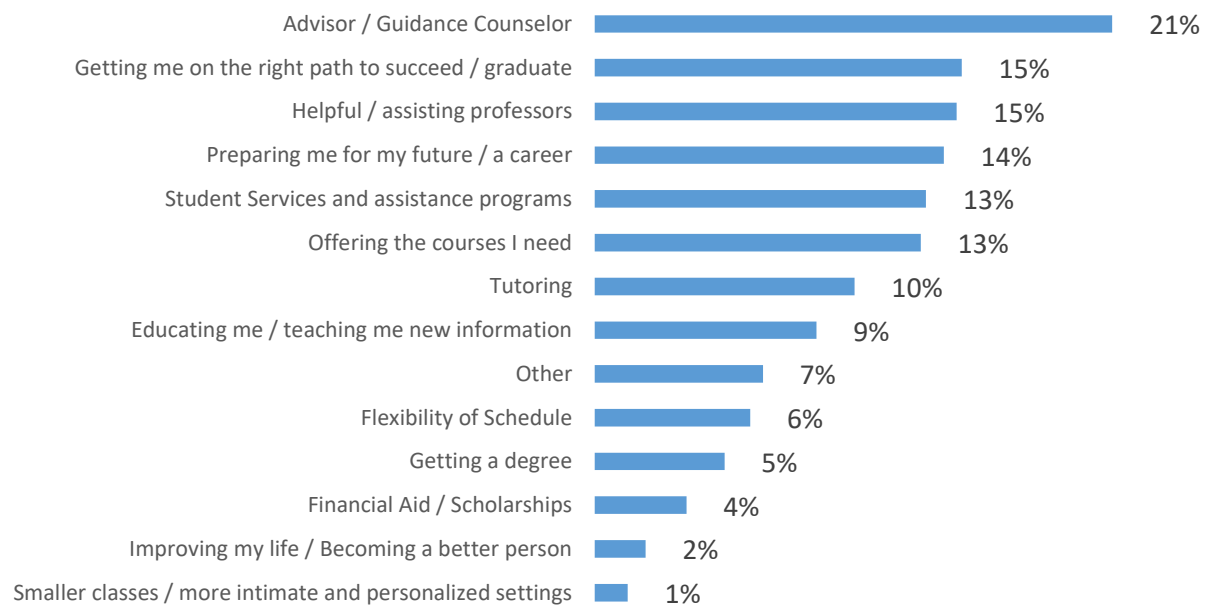 Advisor / Guidance Counselor 21%
Getting me on the right path to succeed / graduate 15%
Helpful / assisting professors 15%
Preparing me for my future / a career 14%
Student Services and assistance programs 13%
Offering the courses I need 13%
Tutoring 10%
Educating me / teaching me new information 9%
Other 7%
Flexibility of Schedule 6%
Getting a degree 5%
Financial Aid / Scholarships 4%
Improving my life / Becoming a better person 2%
Smaller classes / more intimate and personalized settings 1%